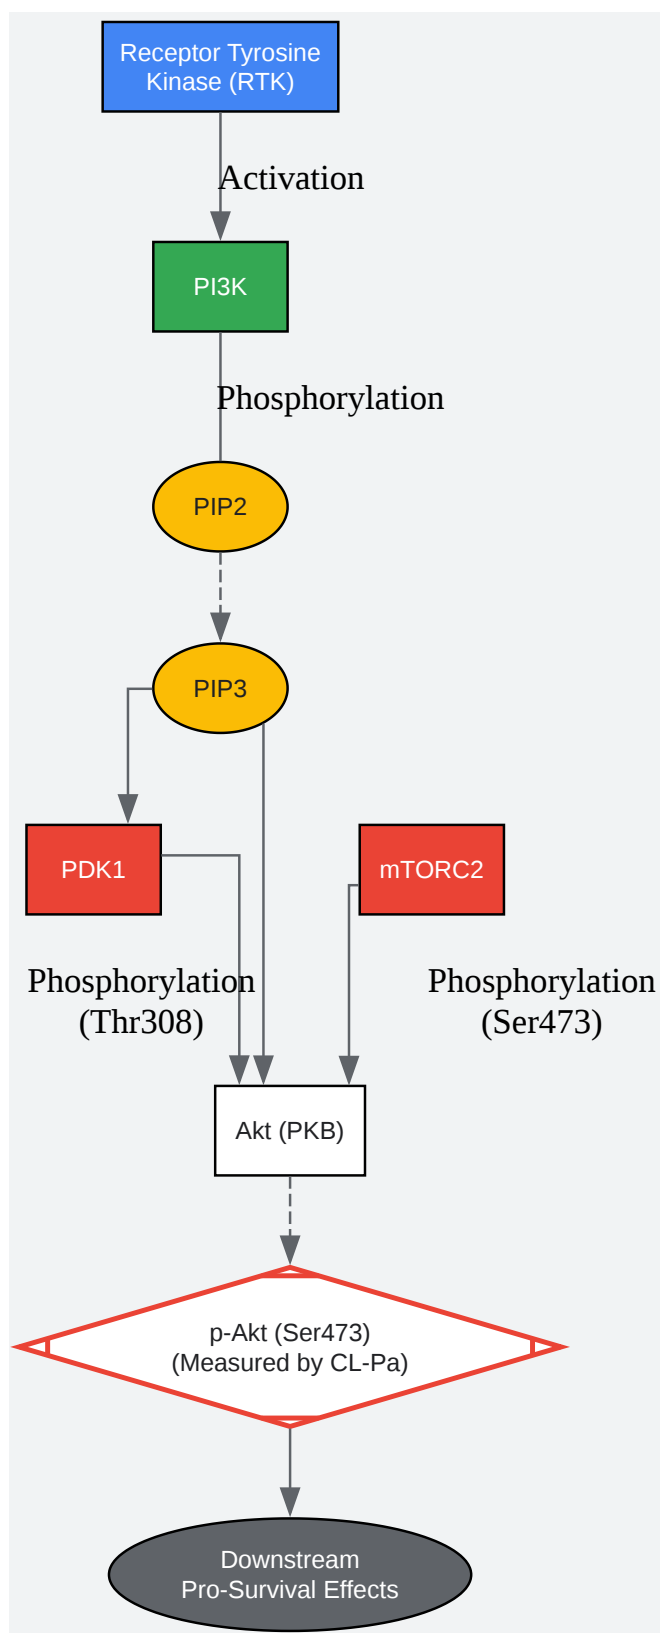 Receptor Tyrosine
Kinase (RTK)
Activation
PI3K
Phosphorylation
PIP2
PIP3
PDK1
mTORC2
Phosphorylation
(Thr308)
Phosphorylation
(Ser473)
Akt (PKB)
p-Akt (Ser473)
(Measured by CL-Pa)
Downstream
Pro-Survival Effects